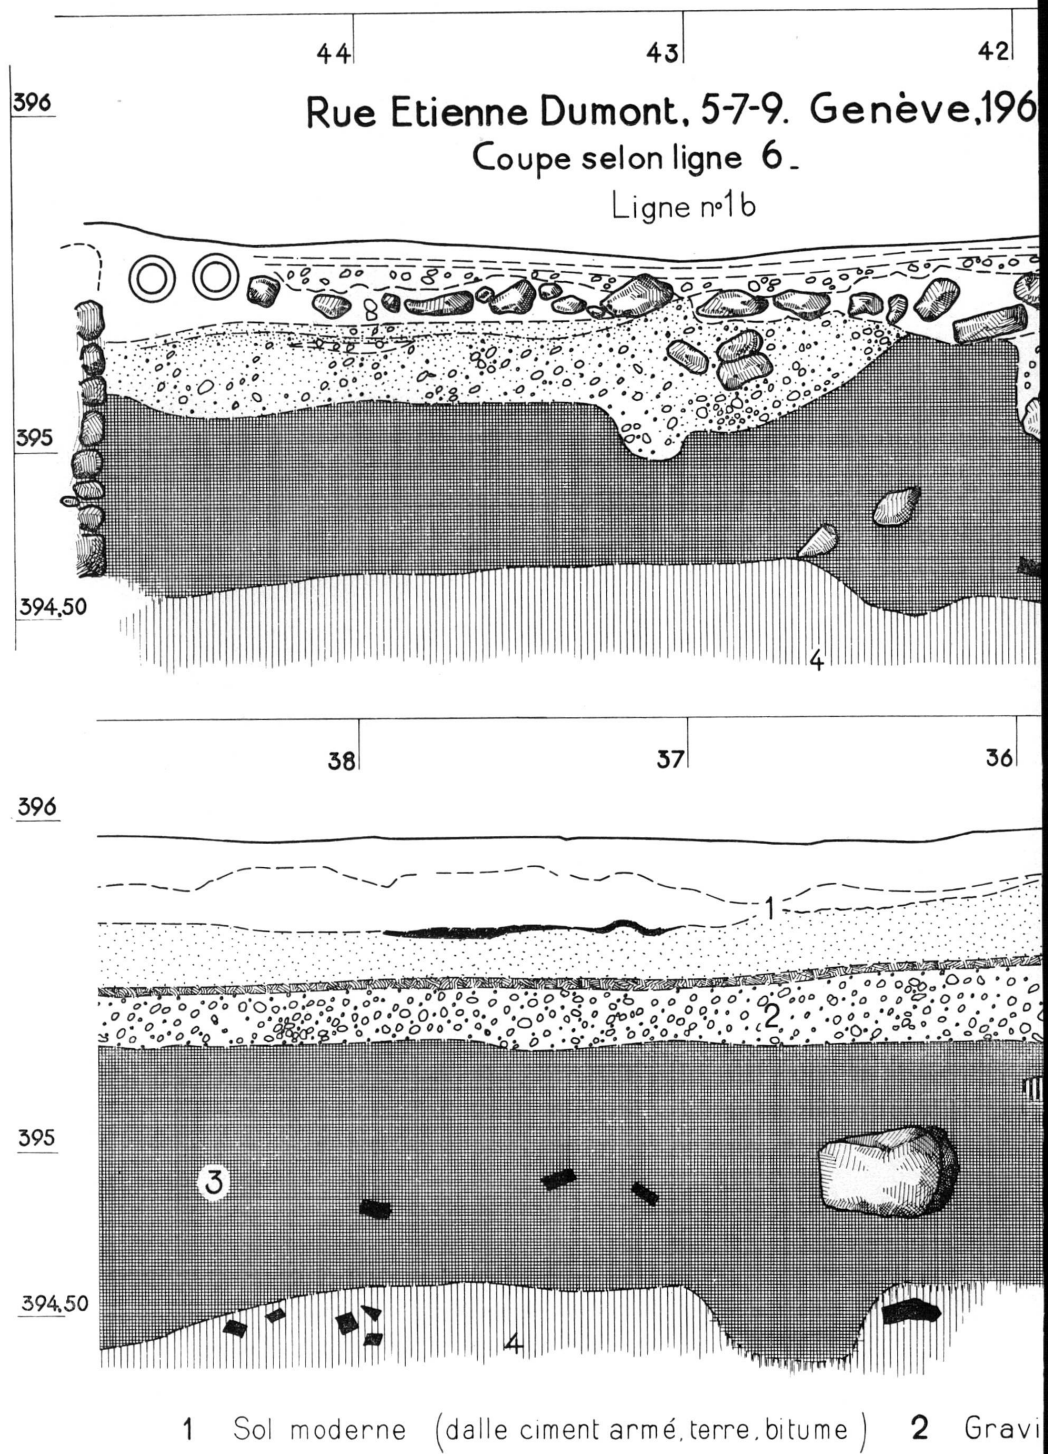 44 43 42
396
Rue Etienne Dumont, 5-7-9. Genève, 196
Coupe selon ligne 6_
Ligne nº1b
395
394,50
4
38 37 36
396
1
2
395
3
394,50
4
1 Sol moderne (dalle ciment armé, terre, bitume) 2 Gravi